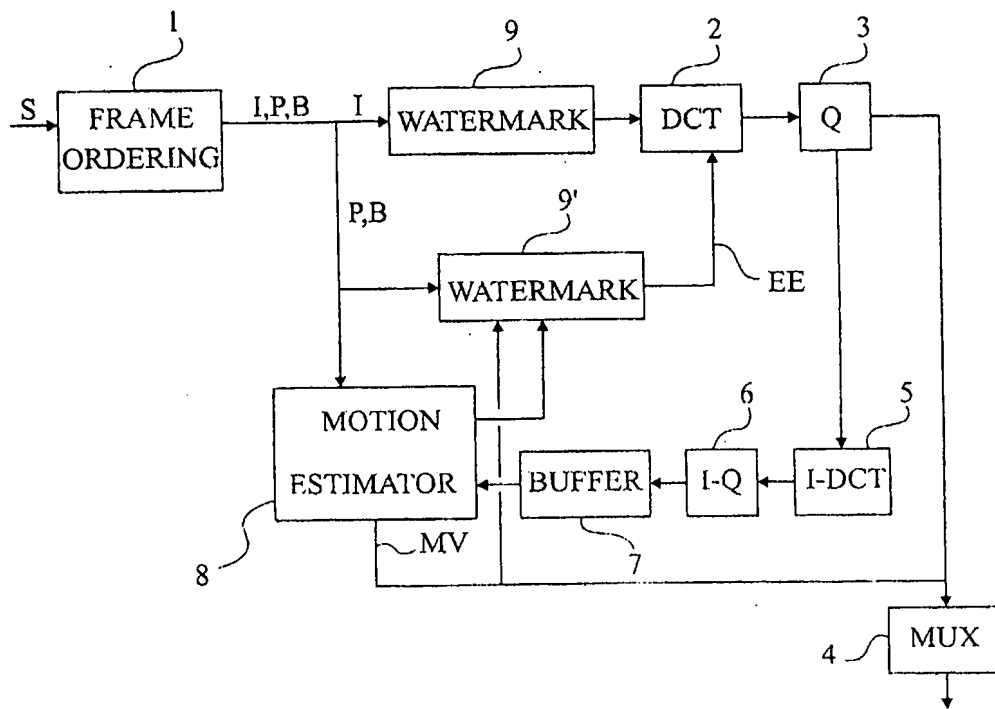 1
9
2
3
S
FRAME
ORDERING
I,P,B
I
WATERMARK
DCT
Q
P,B
9'
WATERMARK
EE
MOTION
ESTIMATOR
8
BUFFER
7
6
I-Q
5
I-DCT
MV
4
MUX